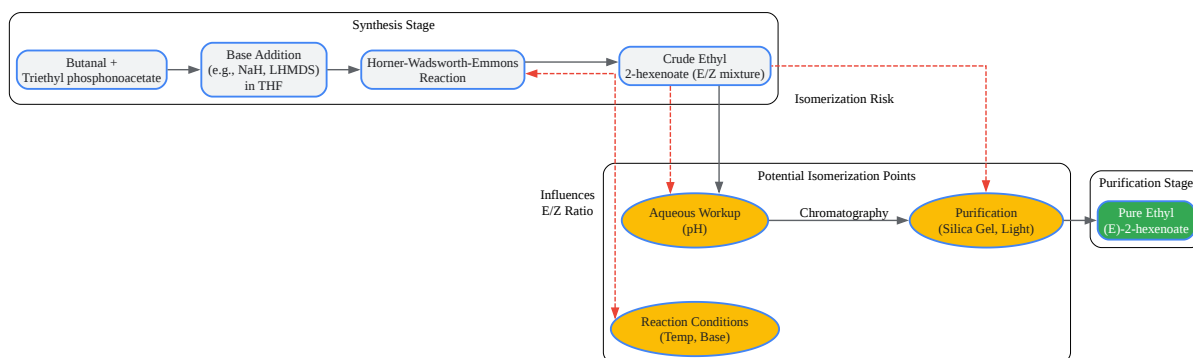 Synthesis Stage
Butanal +
Triethyl phosphonoacetate
Base Addition
(e.g., NaH, LHMDS)
in THF
Horner-Wadsworth-Emmons
Reaction
Crude Ethyl
2-hexenoate (E/Z mixture)
Isomerization Risk
Influences
E/Z Ratio
Potential Isomerization Points
Aqueous Workup
(pH)
Chromatography
Purification
(Silica Gel, Light)
Reaction Conditions
(Temp, Base)
Purification Stage
Pure Ethyl
(E)-2-hexenoate